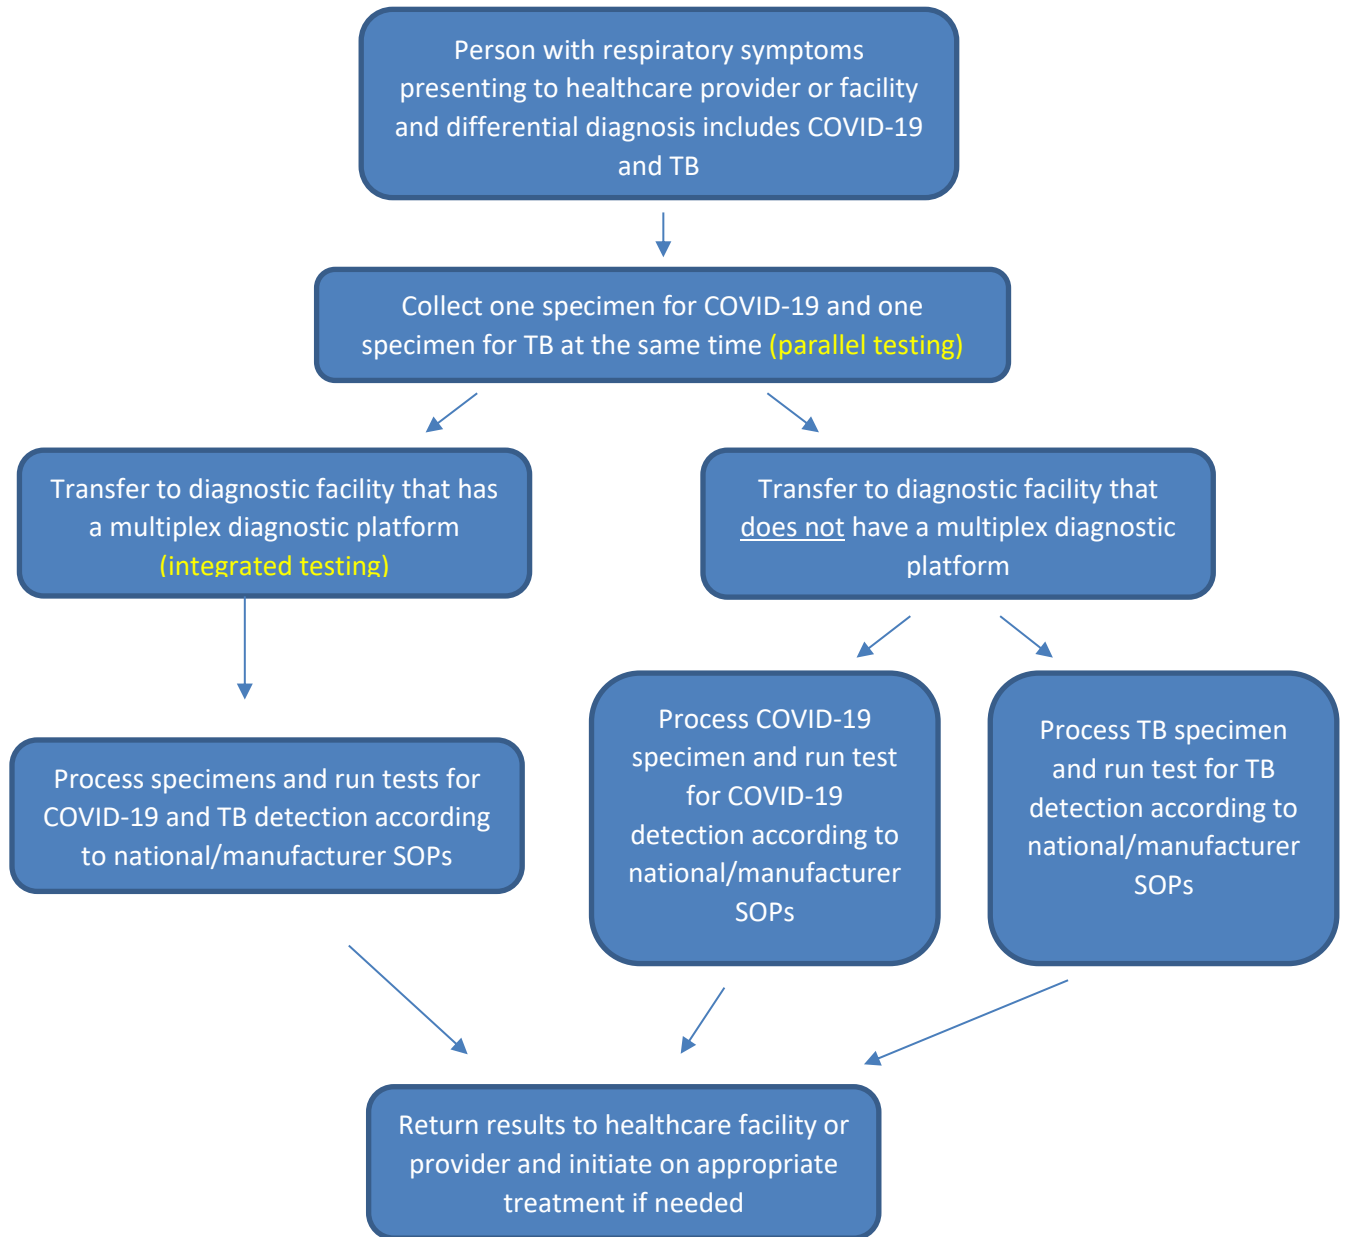 Person with respiratory symptoms
presenting to healthcare provider or facility
and differential diagnosis includes COVID-19
and TB
Collect one specimen for COVID-19 and one
specimen for TB at the same time (parallel testing)
Transfer to diagnostic facility that has
a multiplex diagnostic platform
(integrated testing)
Transfer to diagnostic facility that
does not have a multiplex diagnostic
platform
Process specimens and run tests for
COVID-19 and TB detection according
to national/manufacturer SOPs
Process COVID-19
specimen and run test
for COVID-19
detection according to
national/manufacturer
SOPs
Process TB specimen
and run test for TB
detection according to
national/manufacturer
SOPs
Return results to healthcare facility or
provider and initiate on appropriate
treatment if needed